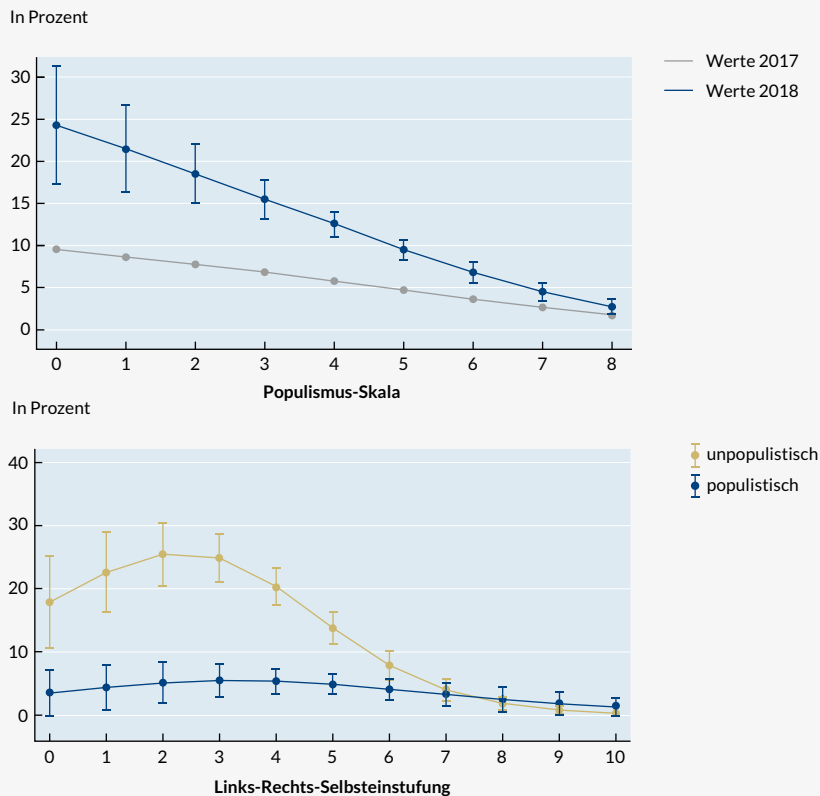 In Prozent
Werte 2017
Werte 2018
30
25
20
15
10
5
0
0 1 2 3 4 5 6 7 8
Populismus-Skala
In Prozent
unpopulistisch
populistisch
40
30
20
10
0
0 1 2 3 4 5 6 7 8 9 10
Links-Rechts-Selbsteinstufung